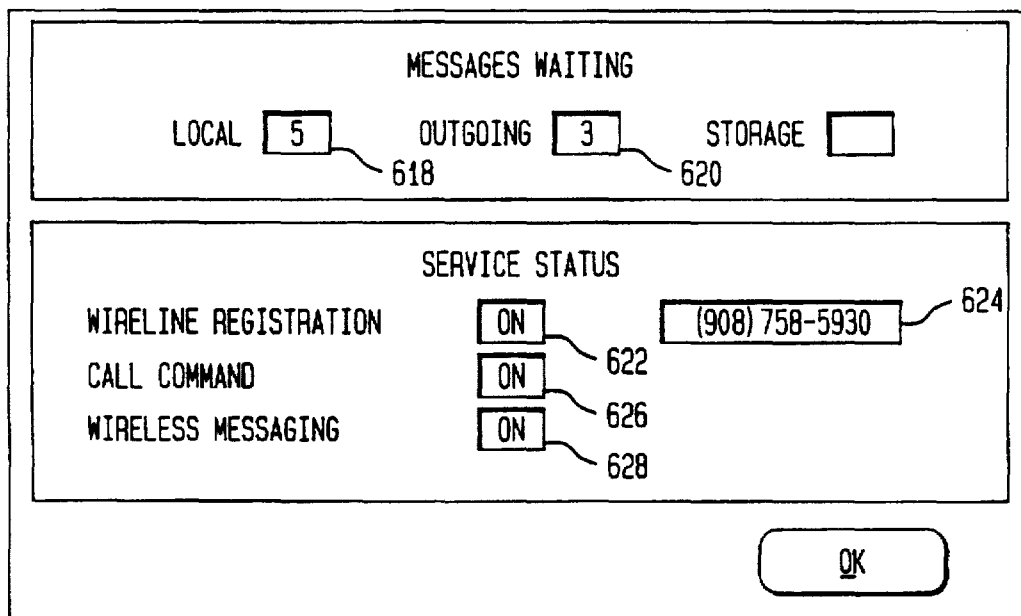 MESSAGES WAITING
LOCAL 5 OUTGOING 3 STORAGE
618 620
SERVICE STATUS
WIRELINE REGISTRATION ON (908) 758-5930 624
622
CALL COMMAND ON
626
WIRELESS MESSAGING ON
628
OK